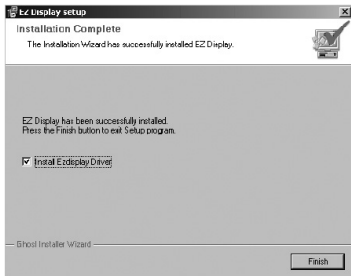 EZ Display setup
Installation Complete
The Installation Wizard has successfully installed EZ Display.
EZ Display has been successfully installed.
Press the Finish button to exit Setup program.
Install Ezdisplay Driver
Ghost Installer Wizard
Finish